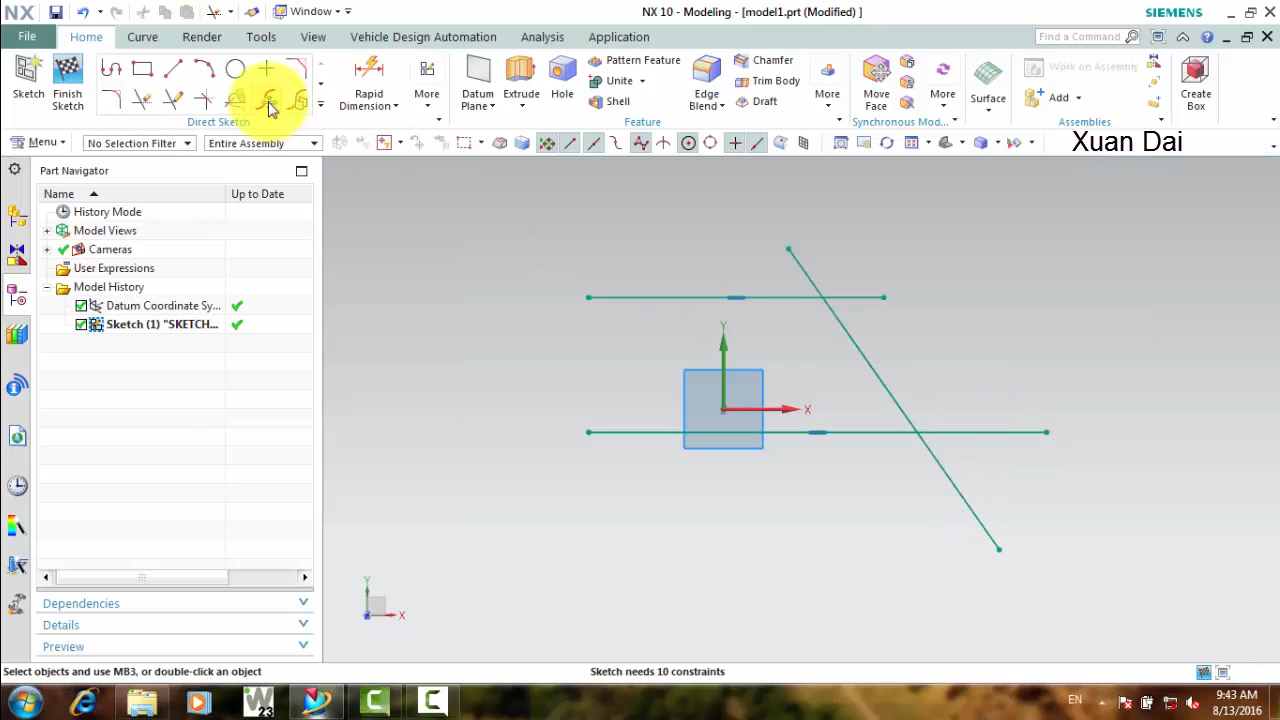 NX
Window
NX 10 - Modeling - [model1.prt (Modified) ]
SIEMENS
File
Home
Curve
Render
Tools
View
Vehicle Design Automation
Analysis
Application
Find a Command
Sketch
Finish
Sketch
Direct Sketch
Rapid
Dimension
More
Datum
Plane
Extrude
Hole
Pattern Feature
Unite
Shell
Feature
Edge
Blend
Chamfer
Trim Body
Draft
More
Move
Face
More
Synchronous Mod...
Surface
Work on Assembly
Add
Assemblies
Create
Box
Menu
No Selection Filter
Entire Assembly
Xuan Dai
Part Navigator
Name
Up to Date
History Mode
Model Views
Cameras
User Expressions
Model History
Datum Coordinate Sy...
Sketch (1) "SKETCH...
Y
X
Y
X
Dependencies
Details
Preview
Select objects and use MB3, or double-click an object
Sketch needs 10 constraints
W
23
C
C
EN
9:43 AM
8/13/2016